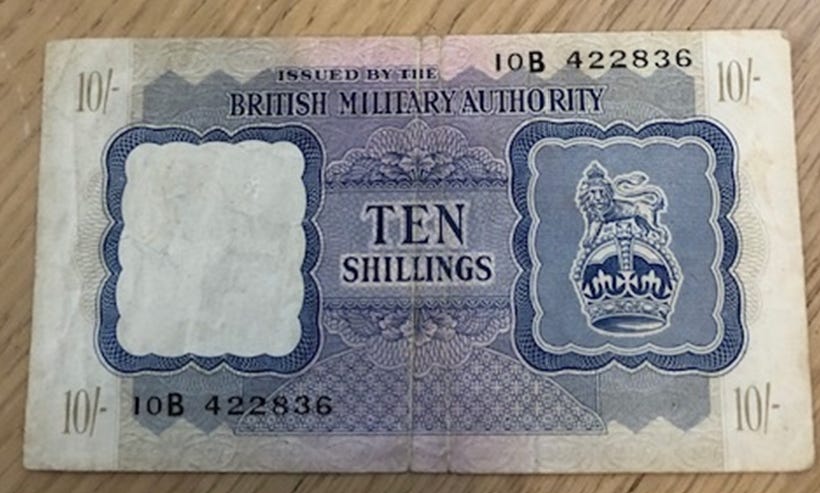 10/-
10B 422836
10/-
ISSUED BY THE
BRITISH MILITARY AUTHORITY
TEN
SHILLINGS
10/-
10B 422836
10/-